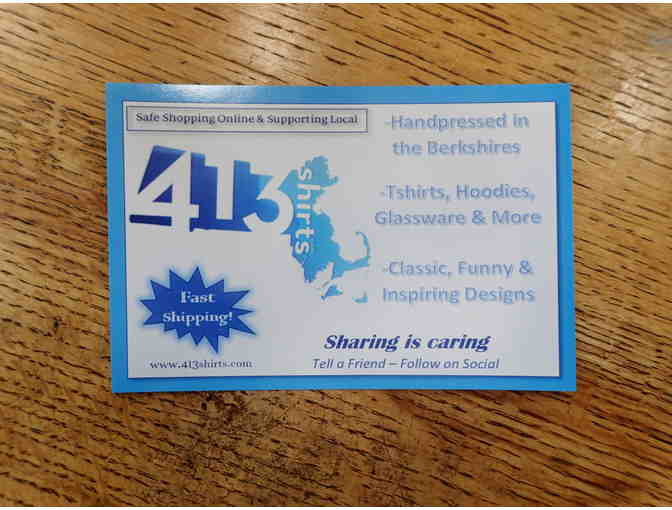 Safe Shopping Online & Supporting Local
413
shirts
Fast
Shipping!
www.413shirts.com
-Handpressed in
the Berkshires
-Tshirts, Hoodies,
Glassware & More
-Classic, Funny &
Inspiring Designs
Sharing is caring
Tell a Friend – Follow on Social